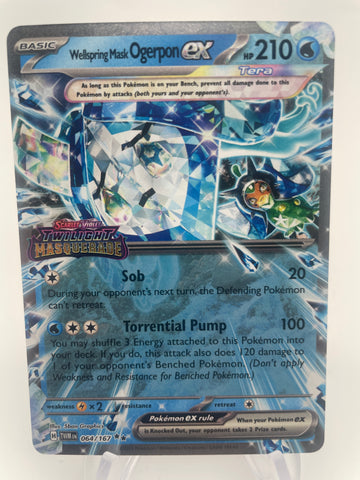 BASIC
Wellspring Mask Ogerpon ex HP 210
Tera
As long as this Pokémon is on your Bench, prevent all damage done to this
Pokémon by attacks (both yours and your opponent's).
SCARLET & VIOLET
TWILIGHT
MASQUERADE
Sob 20
During your opponent's next turn, the Defending Pokémon
can't retreat.
Torrential Pump 100
You may shuffle 3 Energy attached to this Pokémon into
your deck. If you do, this attack also does 120 damage to
1 of your opponent's Benched Pokémon. (Don't apply
Weakness and Resistance for Benched Pokémon.)
weakness ×2 resistance retreat
Illus. 5ban Graphics
Pokémon ex rule
When your Pokémon ex
is Knocked Out, your opponent takes 2 Prize cards.
TWM EN 064/167